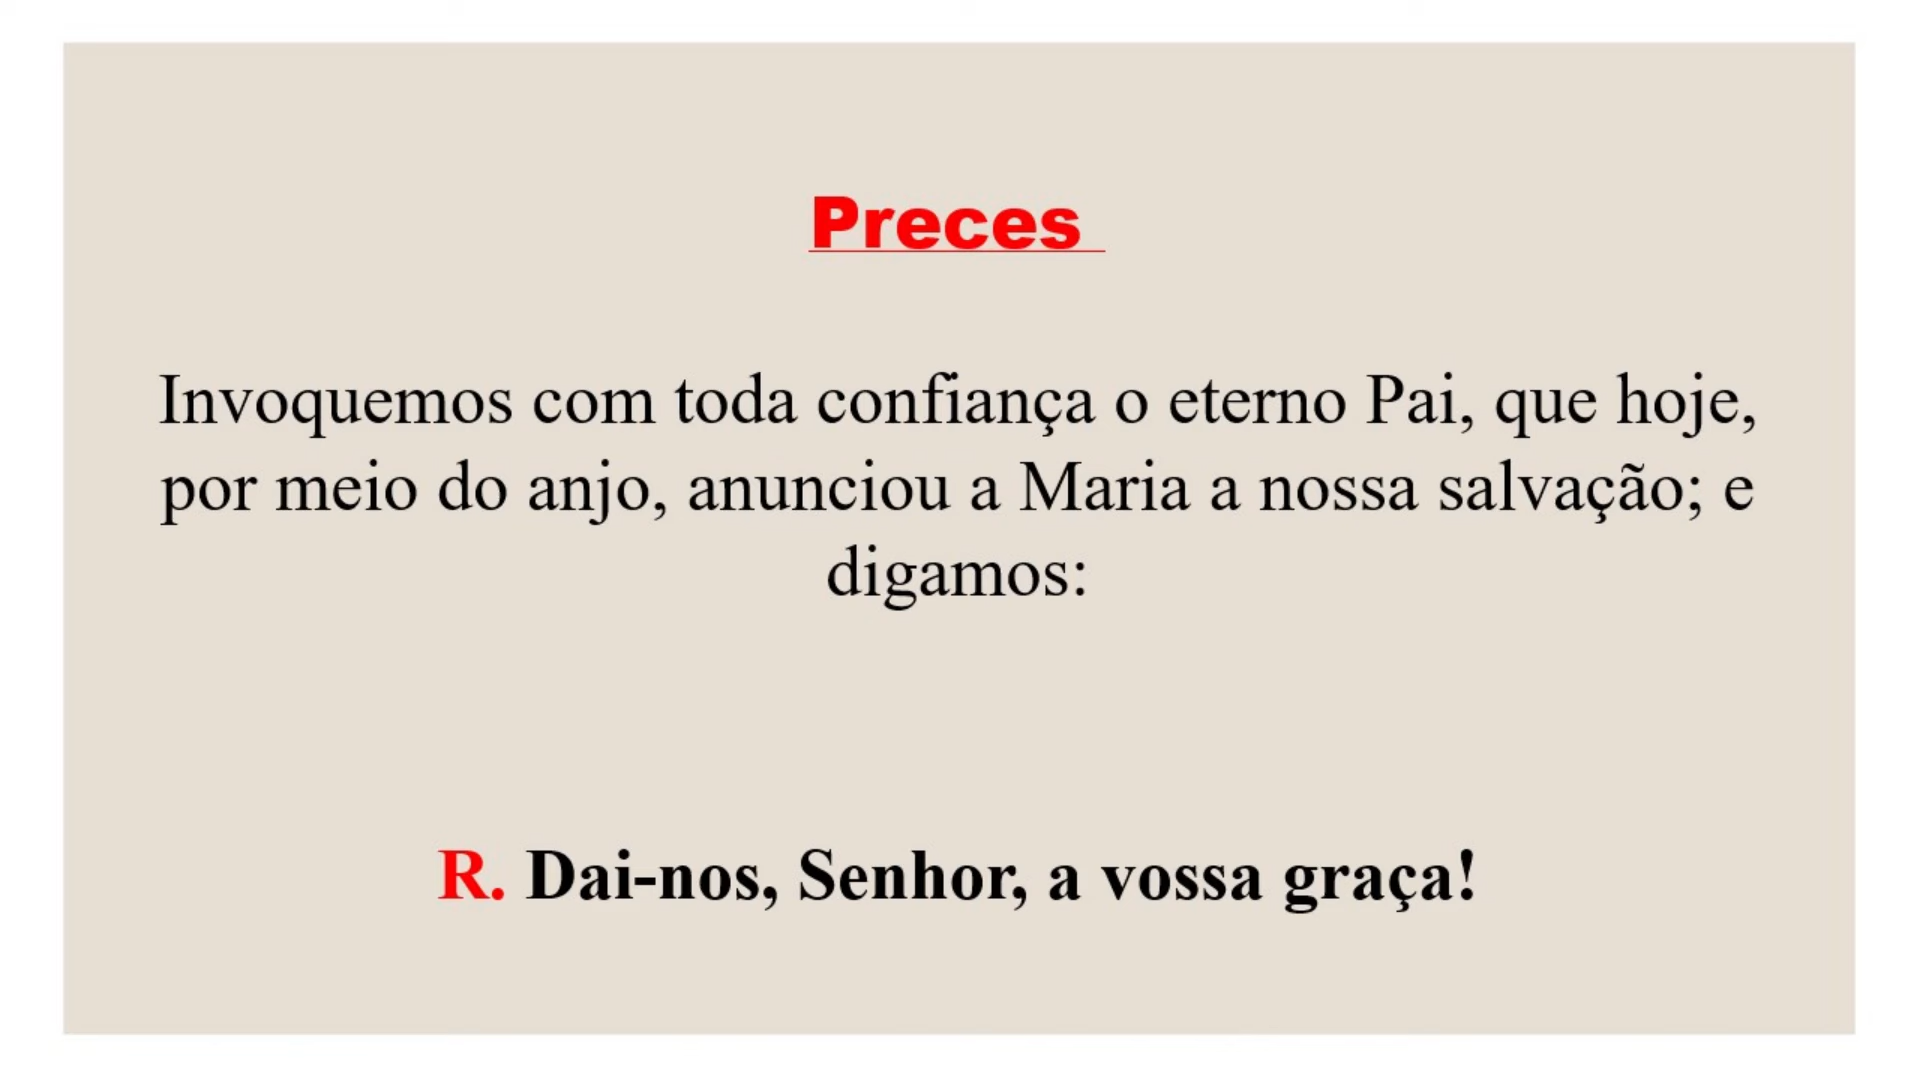 Preces
Invoquemos com toda confiança o eterno Pai, que hoje,
por meio do anjo, anunciou a Maria a nossa salvação; e
digamos:
R. Dai-nos, Senhor, a vossa graça!